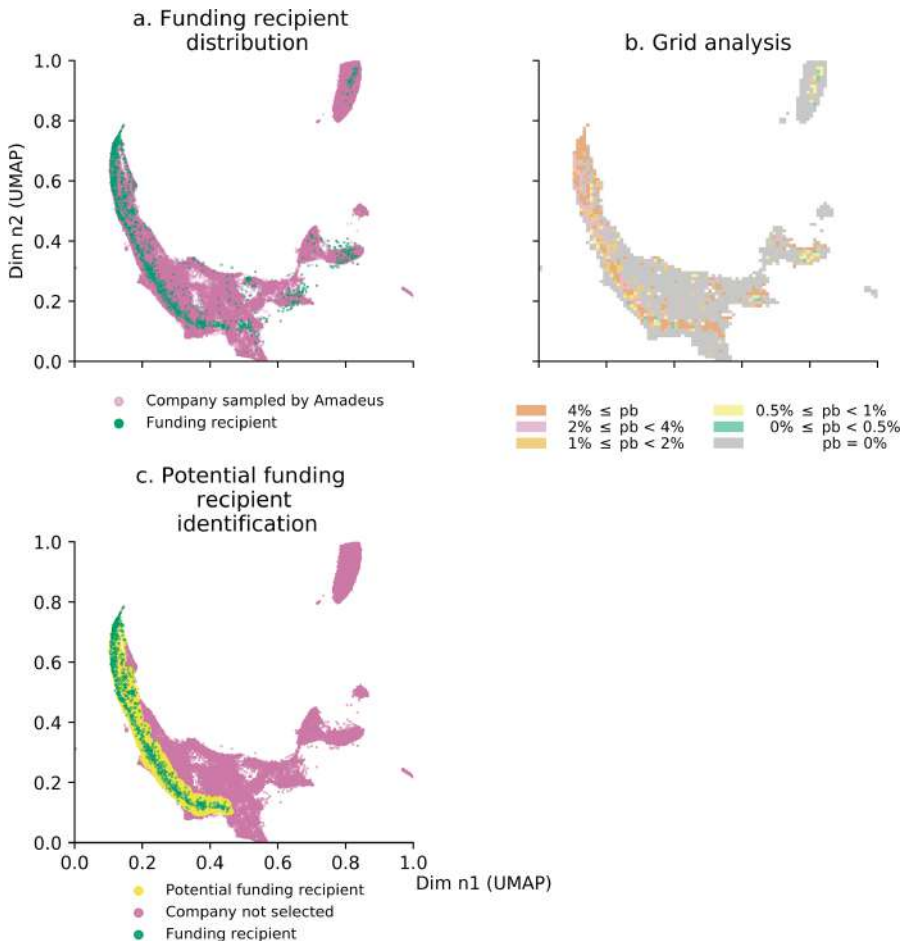 a. Funding recipient
distribution
1.0
0.8
0.6
0.4
0.2
0.0
Dim n2 (UMAP)
Company sampled by Amadeus
Funding recipient
b. Grid analysis
4% ≤ pb
2% ≤ pb < 4%
1% ≤ pb < 2%
0.5% ≤ pb < 1%
0% ≤ pb < 0.5%
pb = 0%
c. Potential funding
recipient
identification
1.0
0.8
0.6
0.4
0.2
0.0
0.0 0.2 0.4 0.6 0.8 1.0
Dim n1 (UMAP)
Potential funding recipient
Company not selected
Funding recipient